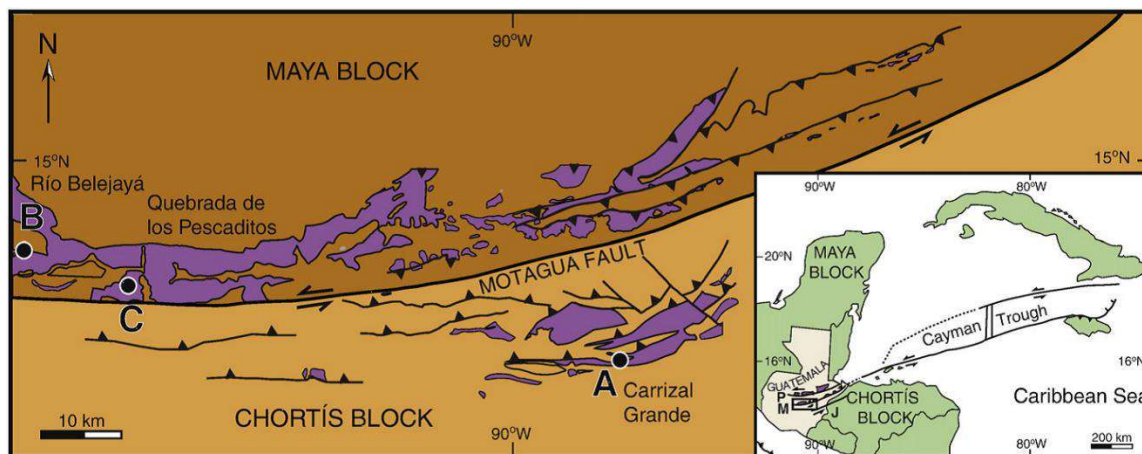 90°W
N
MAYA BLOCK
15°N
15°N
Río Belejayá
B
Quebrada de
los Pescaditos
C
MOTAGUA FAULT
A
Carrizal
Grande
CHORTÍS BLOCK
10 km
90°W
90°W
80°W
MAYA
BLOCK
20°N
Cayman
Trough
16°N
16°N
GUATEMALA
P
M
J
CHORTÍS
BLOCK
Caribbean Sea
90°W
80°W
200 km